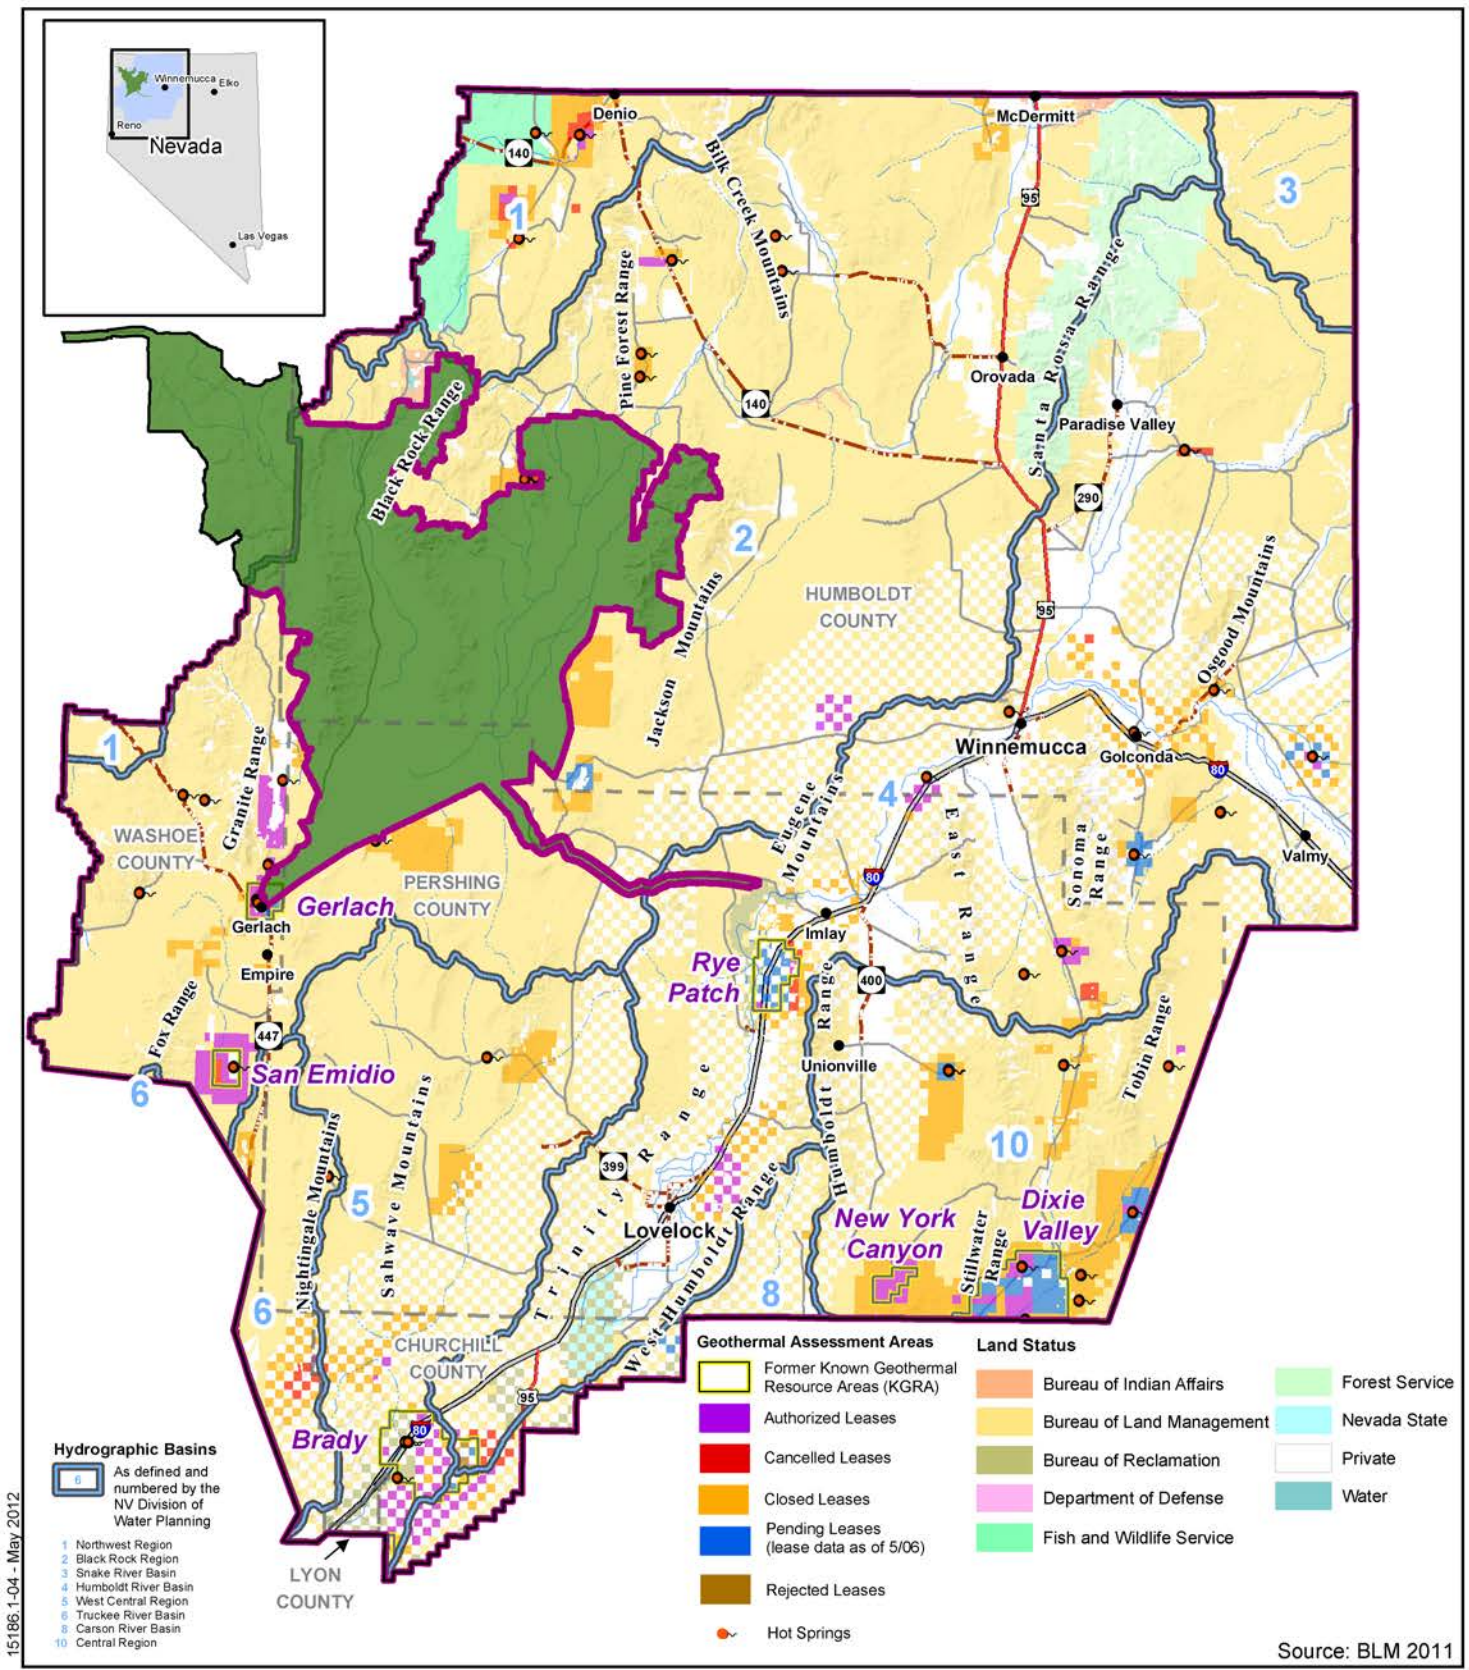 Winnemucca
Elko
Reno
Nevada
Las Vegas
Denio
McDermitt
140
95
3
1
Bilk Creek Mountains
Pine Forest Range
Santa Rosa Range
Orovada
140
Paradise Valley
Black Rock Range
290
2
HUMBOLDT
COUNTY
95
Osgood Mountains
Jackson Mountains
1
Granite Range
Winnemucca
Golconda
80
WASHOE
COUNTY
Eugene
Mountains
4
East Range
Sonoma
Range
Valmy
80
PERSHING
COUNTY
Gerlach
Gerlach
Imlay
Empire
Rye
Patch
400
Fox Range
447
San Emidio
6
Unionville
Humboldt Range
Tobin Range
Nightingale Mountains
Sahwave Mountains
Trinity Range
399
10
5
Lovelock
New York
Canyon
Dixie
Valley
Stillwater
Range
West Humboldt Range
8
6
CHURCHILL
COUNTY
95
Brady
80
LYON
COUNTY
Geothermal Assessment Areas
Former Known Geothermal
Resource Areas (KGRA)
Authorized Leases
Cancelled Leases
Closed Leases
Pending Leases
(lease data as of 5/06)
Rejected Leases
Hot Springs
Land Status
Bureau of Indian Affairs
Bureau of Land Management
Bureau of Reclamation
Department of Defense
Fish and Wildlife Service
Forest Service
Nevada State
Private
Water
Hydrographic Basins
6
As defined and
numbered by the
NV Division of
Water Planning
1 Northwest Region
2 Black Rock Region
3 Snake River Basin
4 Humboldt River Basin
5 West Central Region
6 Truckee River Basin
8 Carson River Basin
10 Central Region
15186.1-04 - May 2012
Source: BLM 2011